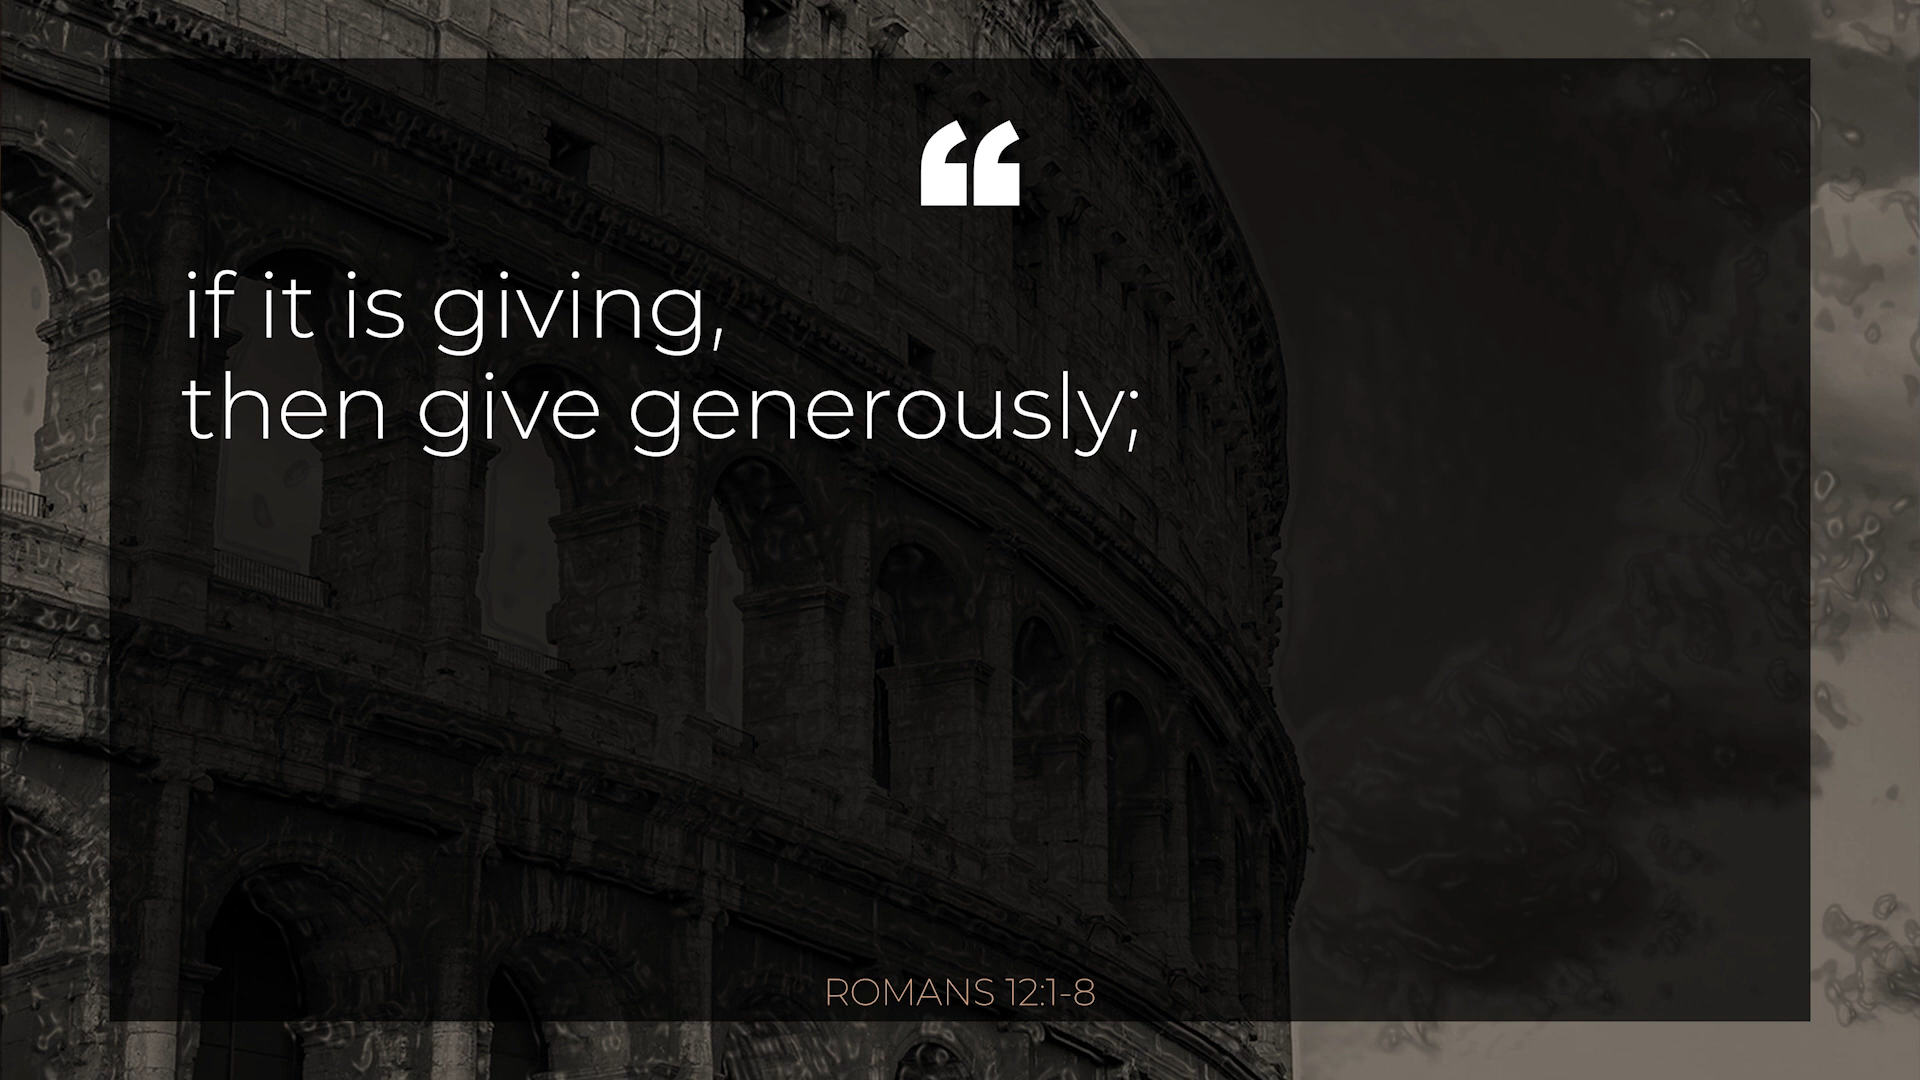 “
if it is giving,
then give generously;
ROMANS 12:1-8